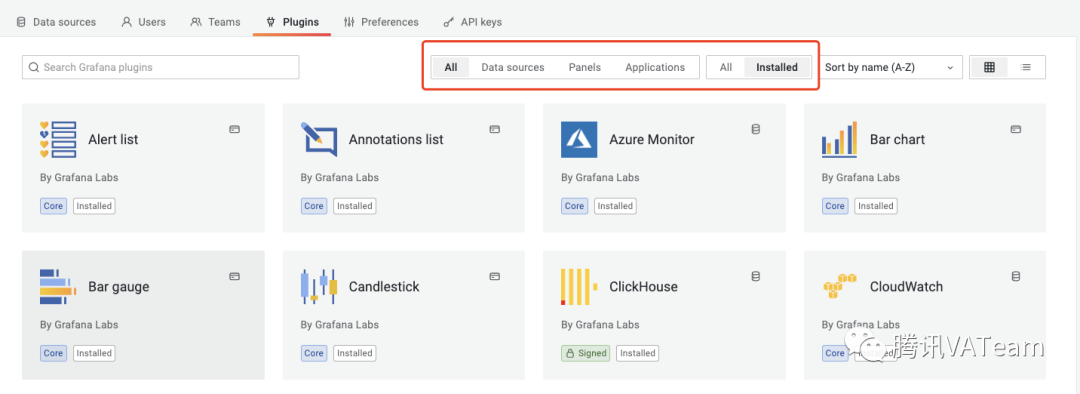 Data sources Users Teams Plugins Preferences API keys
Search Grafana plugins All Data sources Panels Applications All Installed Sort by name (A-Z)
Alert list Annotations list Azure Monitor Bar chart
By Grafana Labs By Grafana Labs By Grafana Labs By Grafana Labs
Core Installed Core Installed Core Installed Core Installed
Bar gauge Candlestick ClickHouse CloudWatch
By Grafana Labs By Grafana Labs By Grafana Labs By Grafana Labs
Core Installed Core Installed Signed Installed Core Installed
腾讯VATeam